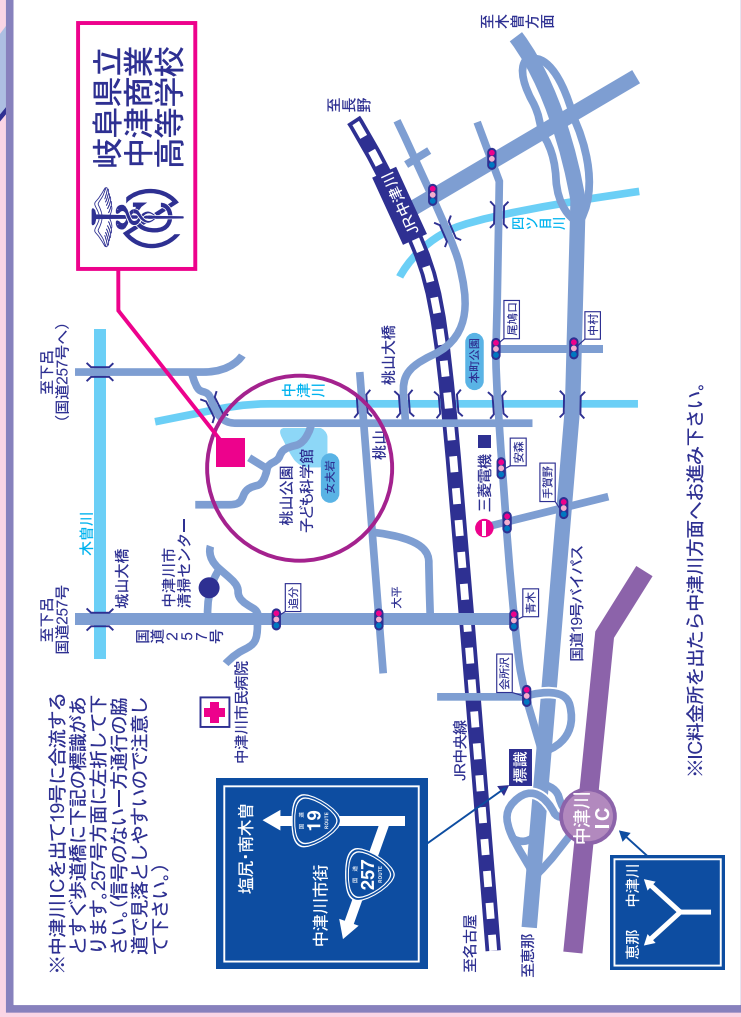 岐阜県立
中津商業
高等学校
至木曽方面
至長野
JR中津川
四ツ目川
至下呂
(国道257号へ)
中津川
桃山大橋
本町公園
尾鳩口
中村
桃山
桃山公園
子ども科学館
女夫岩
三菱電機
安森
手賀野
木曽川
城山大橋
中津川市
清掃センター
至下呂
国道257号
国道257号
追分
大平
青木
国道19号バイパス
会所沢
中津川市民病院
JR中央線
標識
中津川
IC
至名古屋
至恵那
※中津川ICを出て19号に合流する
とすぐ歩道橋に下記の標識があ
ります。257号方面に左折して下
さい。(信号のない一方通行の脇
道で見落としやすいので注意し
て下さい。)
塩尻・南木曽
国道
19
ROUTE
中津川市街
国道
257
ROUTE
恵那
中津川
※IC料金所を出たら中津川方面へお進み下さい。